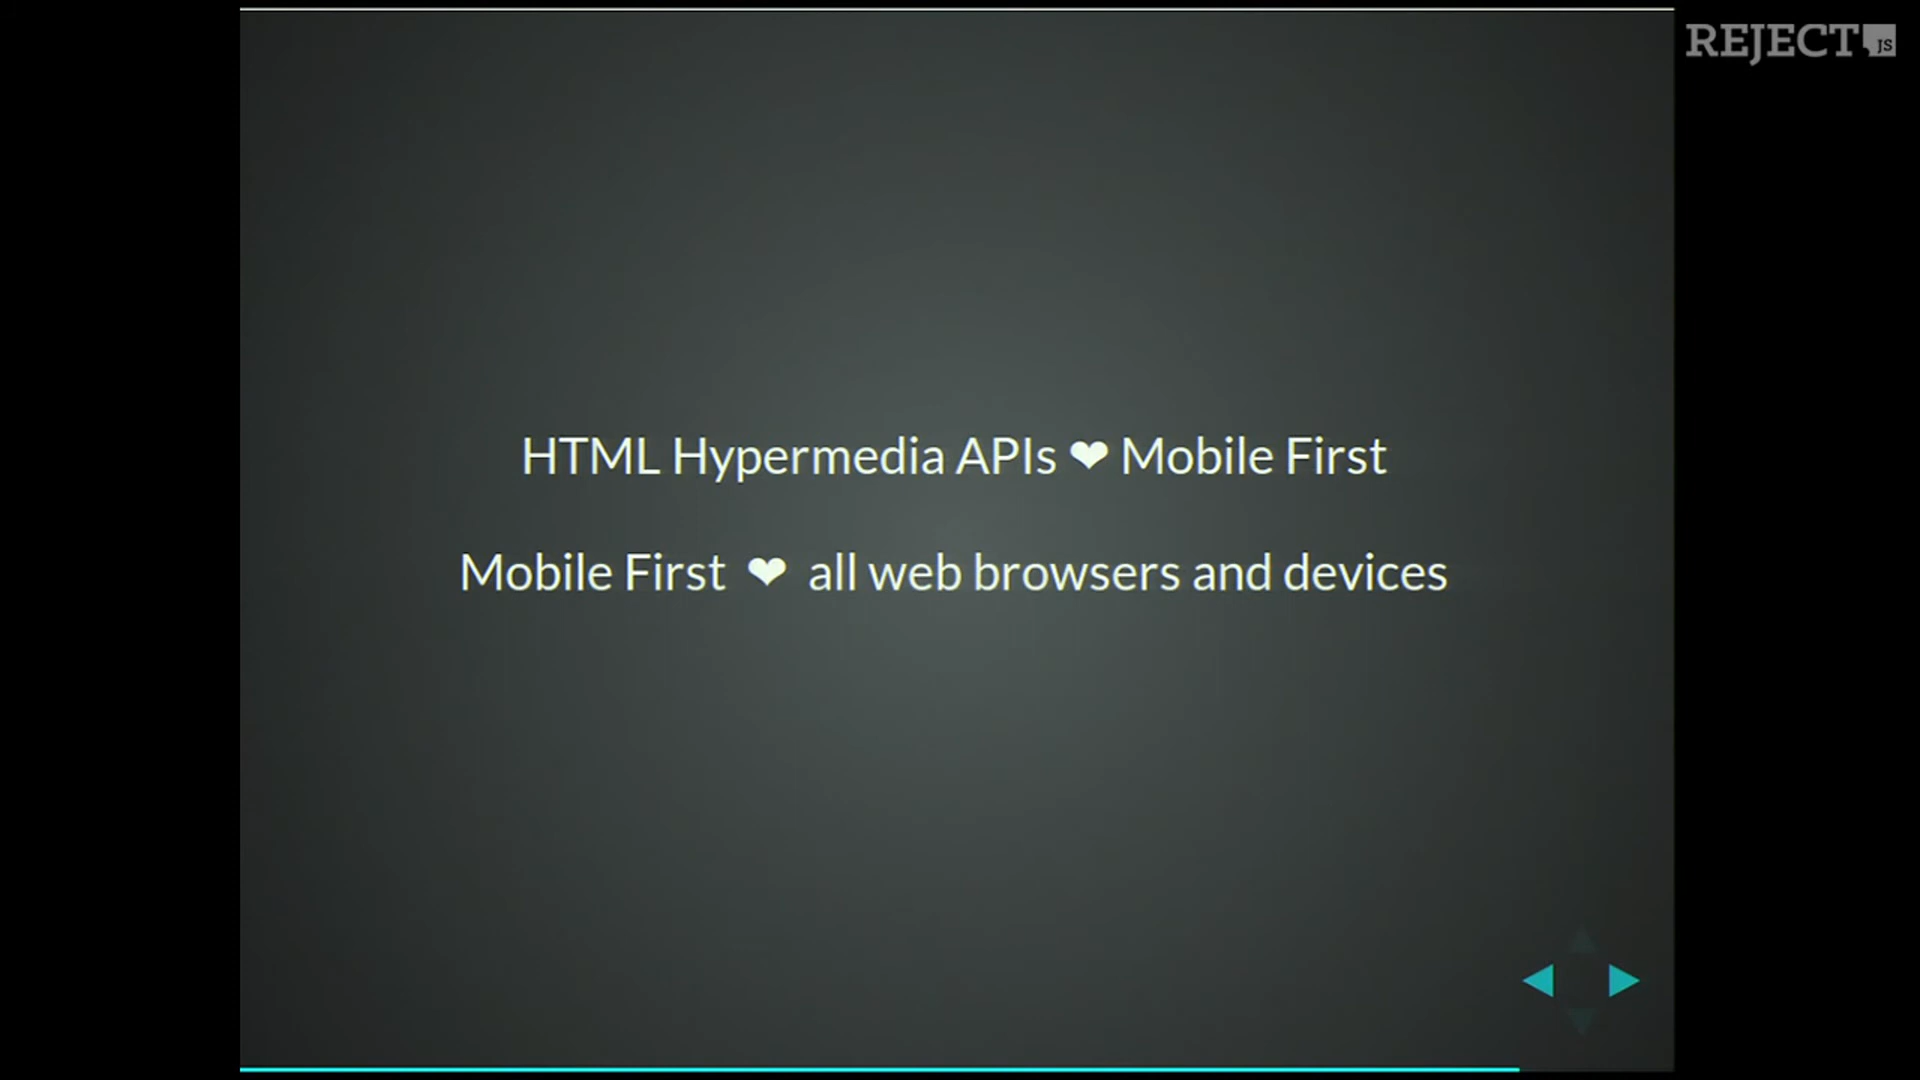 REJECT JS
HTML Hypermedia APIs ❤ Mobile First
Mobile First ❤ all web browsers and devices